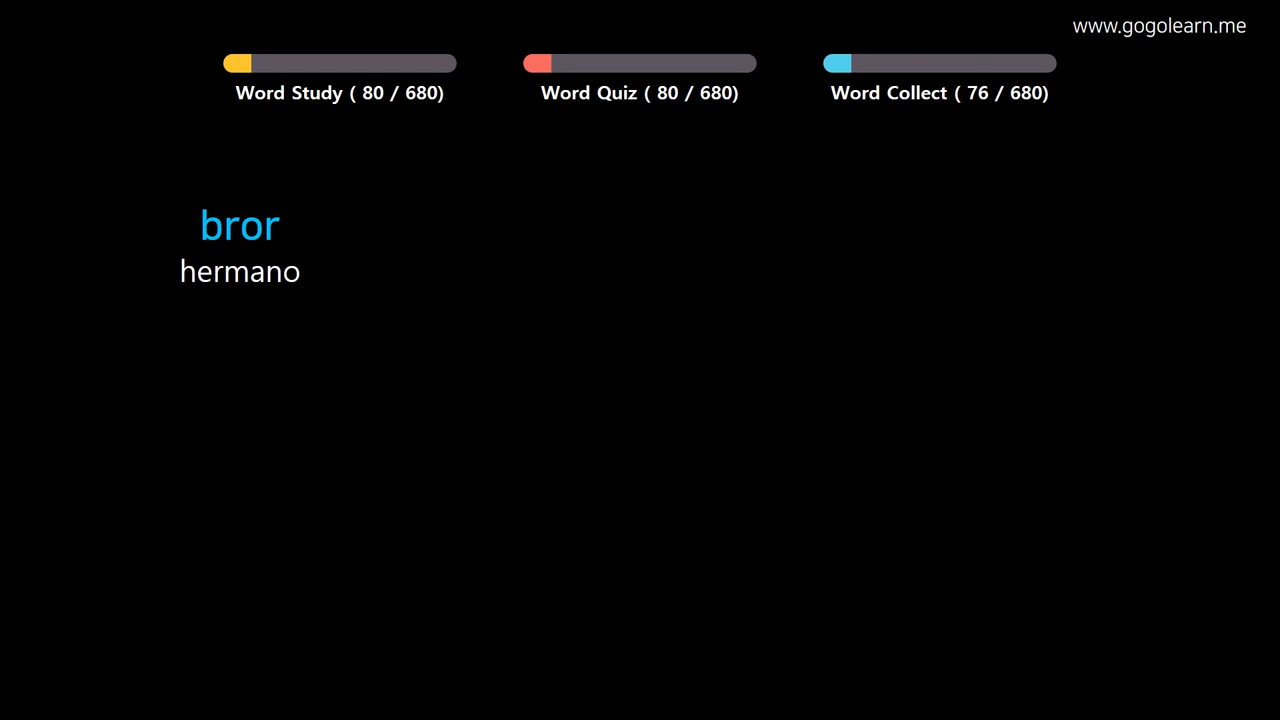 www.gogolearn.me
Word Study ( 80 / 680)
Word Quiz ( 80 / 680)
Word Collect ( 76 / 680)
bror
hermano